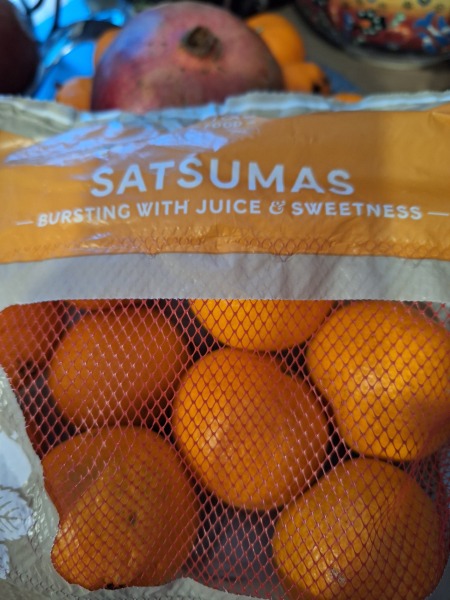 SATSUMAS
— BURSTING WITH JUICE & SWEETNESS —